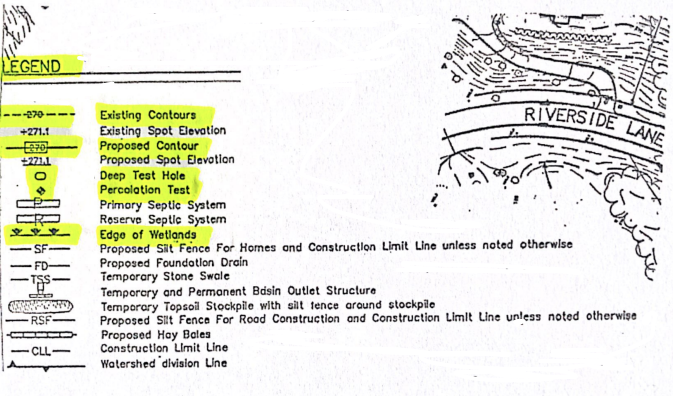 LEGEND
-270- Existing Contours
+271.1 Existing Spot Elevation
270 Proposed Contour
+271.1 Proposed Spot Elevation
Deep Test Hole
Percolation Test
P Primary Septic System
R Reserve Septic System
Edge of Wetlands
SF Proposed Silt Fence For Homes and Construction Limit Line unless noted otherwise
FD Proposed Foundation Drain
TSS Temporary Stone Swale
Temporary and Permanent Basin Outlet Structure
Temporary Topsoil Stockpile with silt fence around stockpile
RSF Proposed Silt Fence For Road Construction and Construction Limit Line unless noted otherwise
Proposed Hay Bales
CLL Construction Limit Line
Watershed division Line
RIVERSIDE LANE